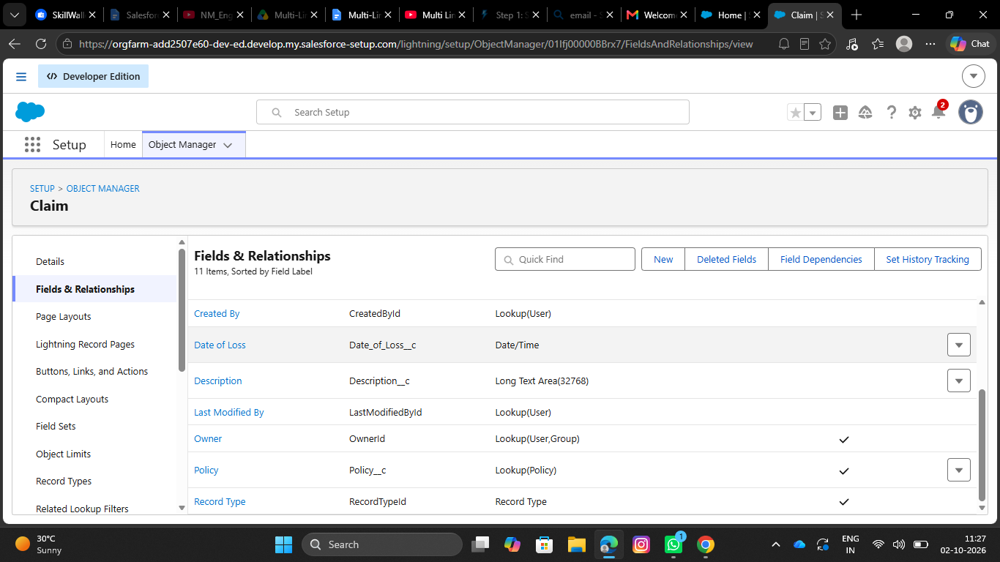 SkillWall
Salesfor
NM_Eng
Multi-Lin
Multi-Lin
Multi Lin
Step 1: S
email - S
Welcome
Home | S
Claim | S
https://orgfarm-add2507e60-dev-ed.develop.my.salesforce-setup.com/lightning/setup/ObjectManager/01Ifj00000BBrx7/FieldsAndRelationships/view
Chat
</> Developer Edition
Search Setup
2
Setup
Home
Object Manager
SETUP > OBJECT MANAGER
Claim
Details
Fields & Relationships
Page Layouts
Lightning Record Pages
Buttons, Links, and Actions
Compact Layouts
Field Sets
Object Limits
Record Types
Related Lookup Filters
Fields & Relationships
11 Items, Sorted by Field Label
Quick Find
New
Deleted Fields
Field Dependencies
Set History Tracking
Created By CreatedById Lookup(User)
Date of Loss Date_of_Loss__c Date/Time
Description Description__c Long Text Area(32768)
Last Modified By LastModifiedById Lookup(User)
Owner OwnerId Lookup(User,Group)
Policy Policy__c Lookup(Policy)
Record Type RecordTypeId Record Type
30°C
Sunny
Search
1
ENG
IN
11:27
02-10-2026